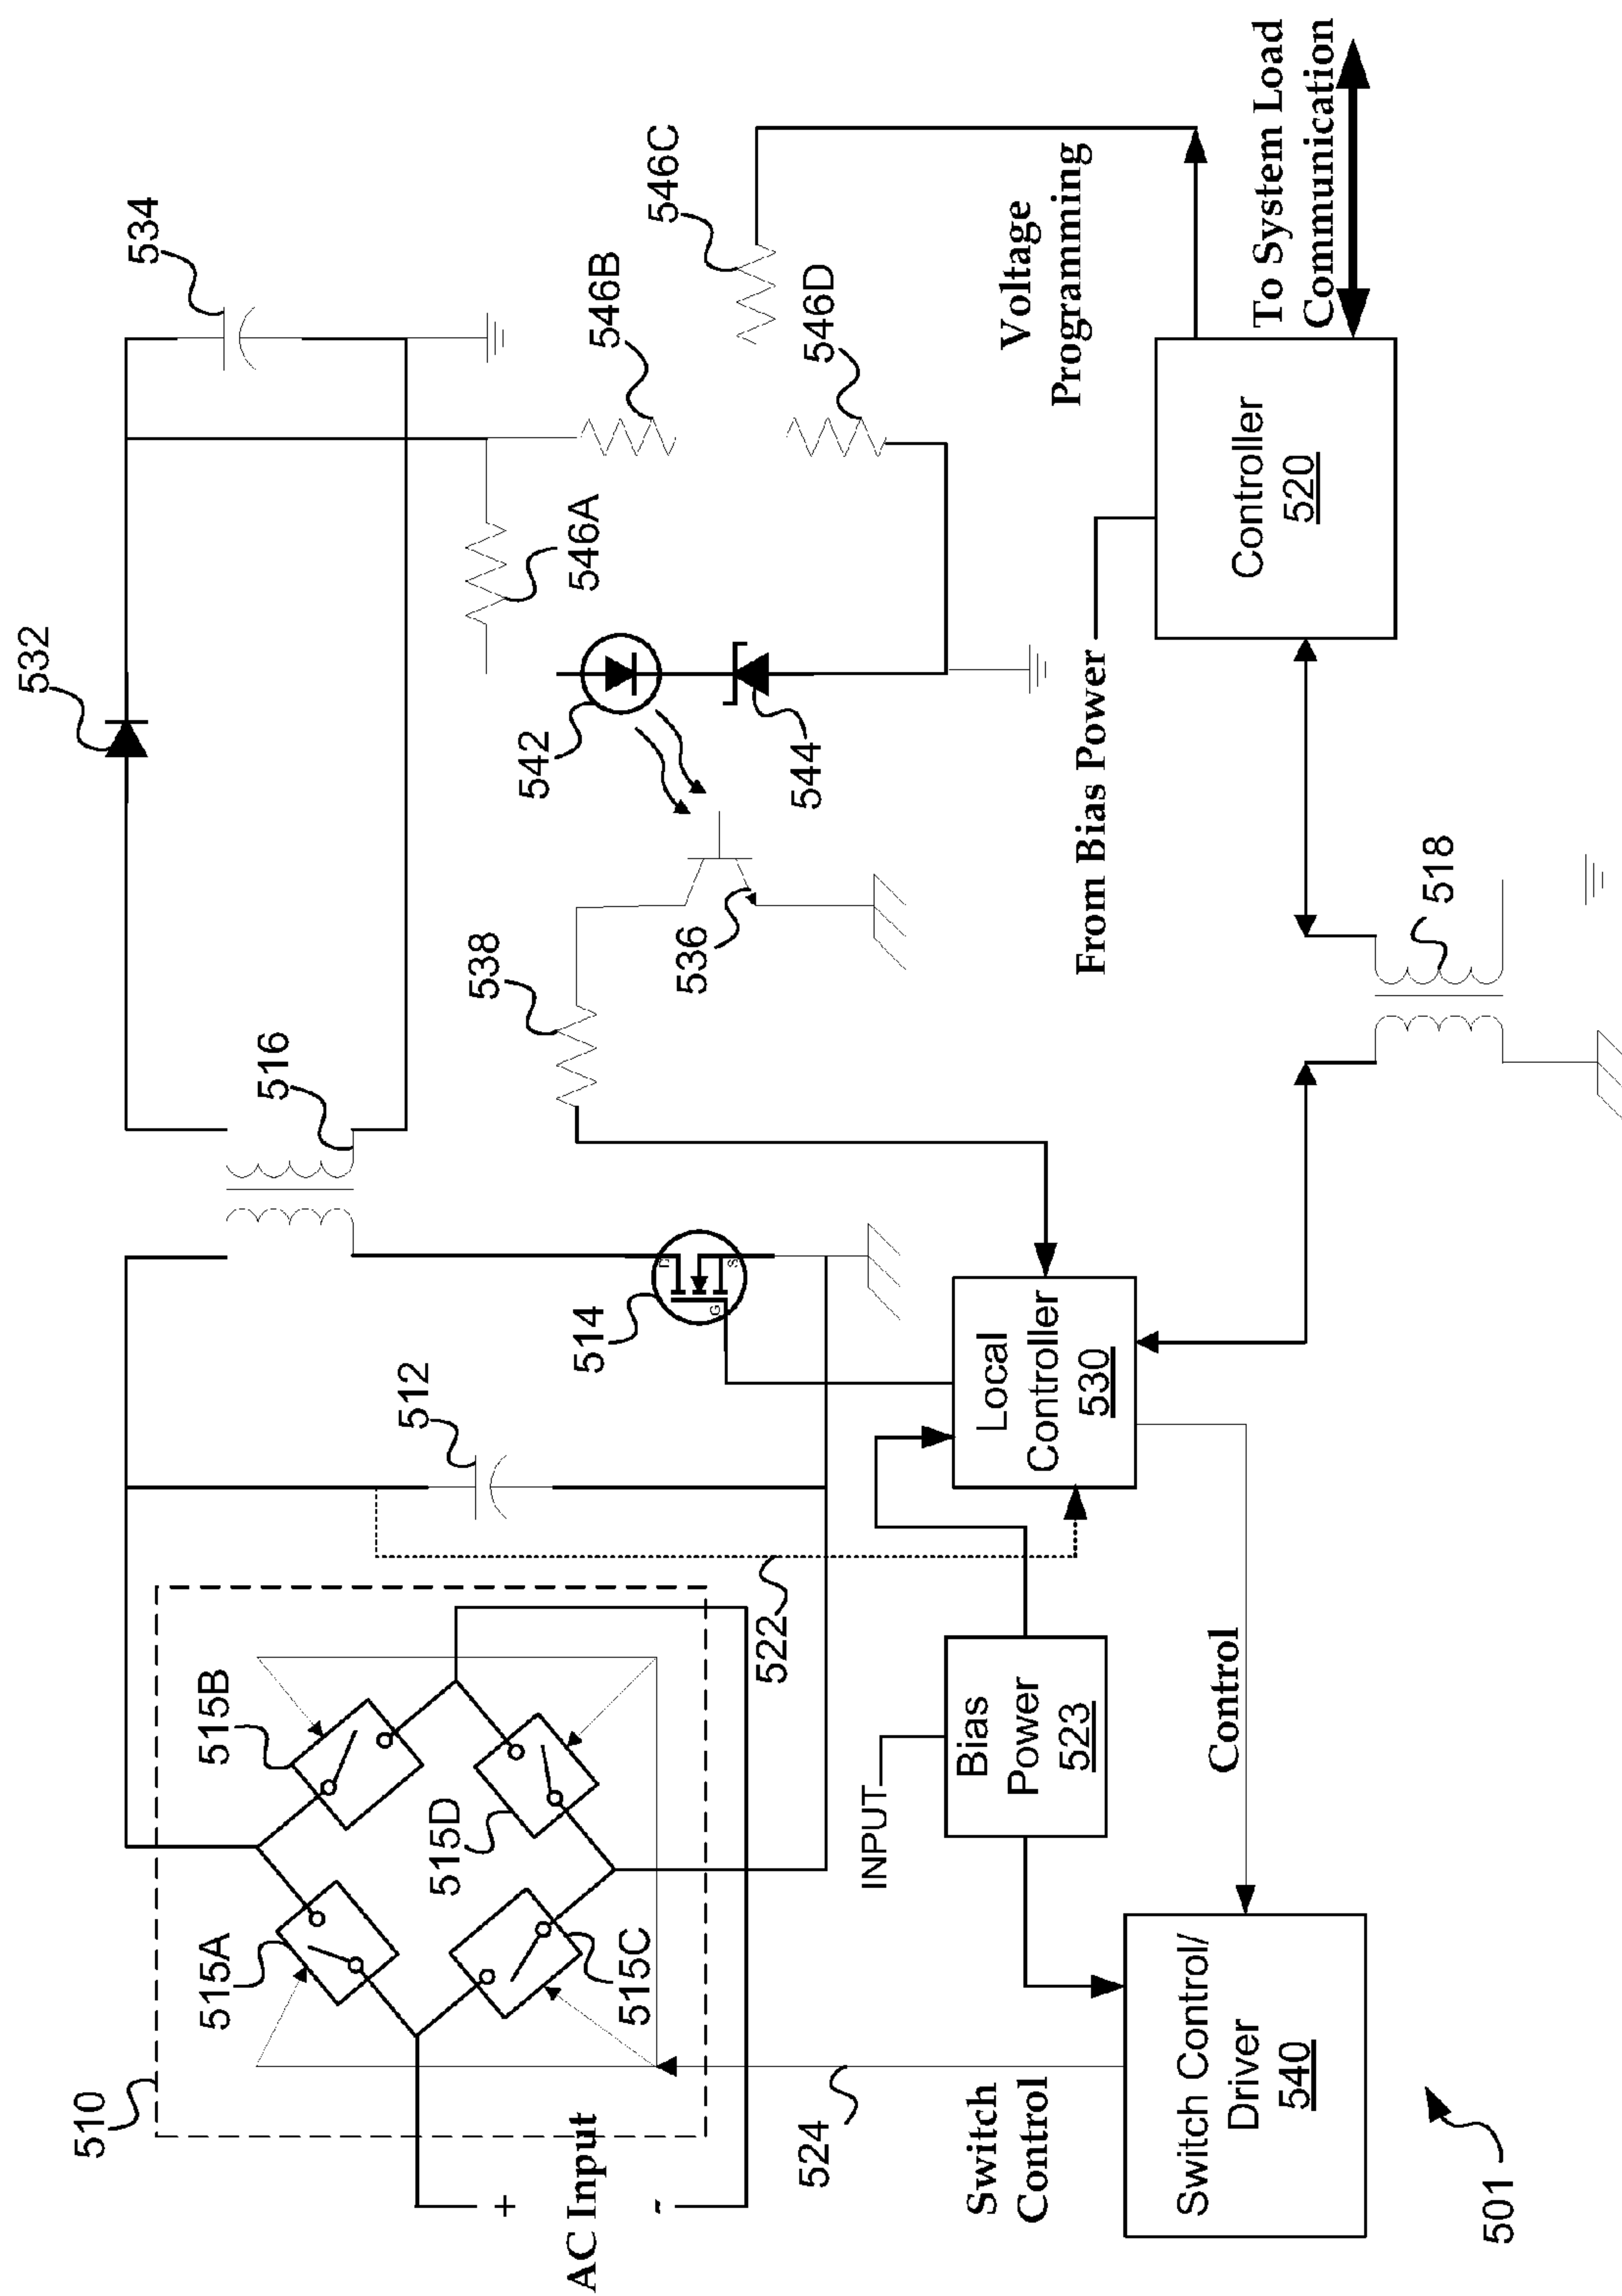 510
515A
515B
515C
515D
AC Input
+
-
512
522
514
D
G
S
516
532
534
538
536
542
544
546A
546B
546C
546D
Voltage
Programming
From Bias Power
To System Load
Communication
Controller
520
518
Local
Controller
530
INPUT
Bias
Power
523
Control
Switch
Control
524
Switch Control/
Driver
540
501